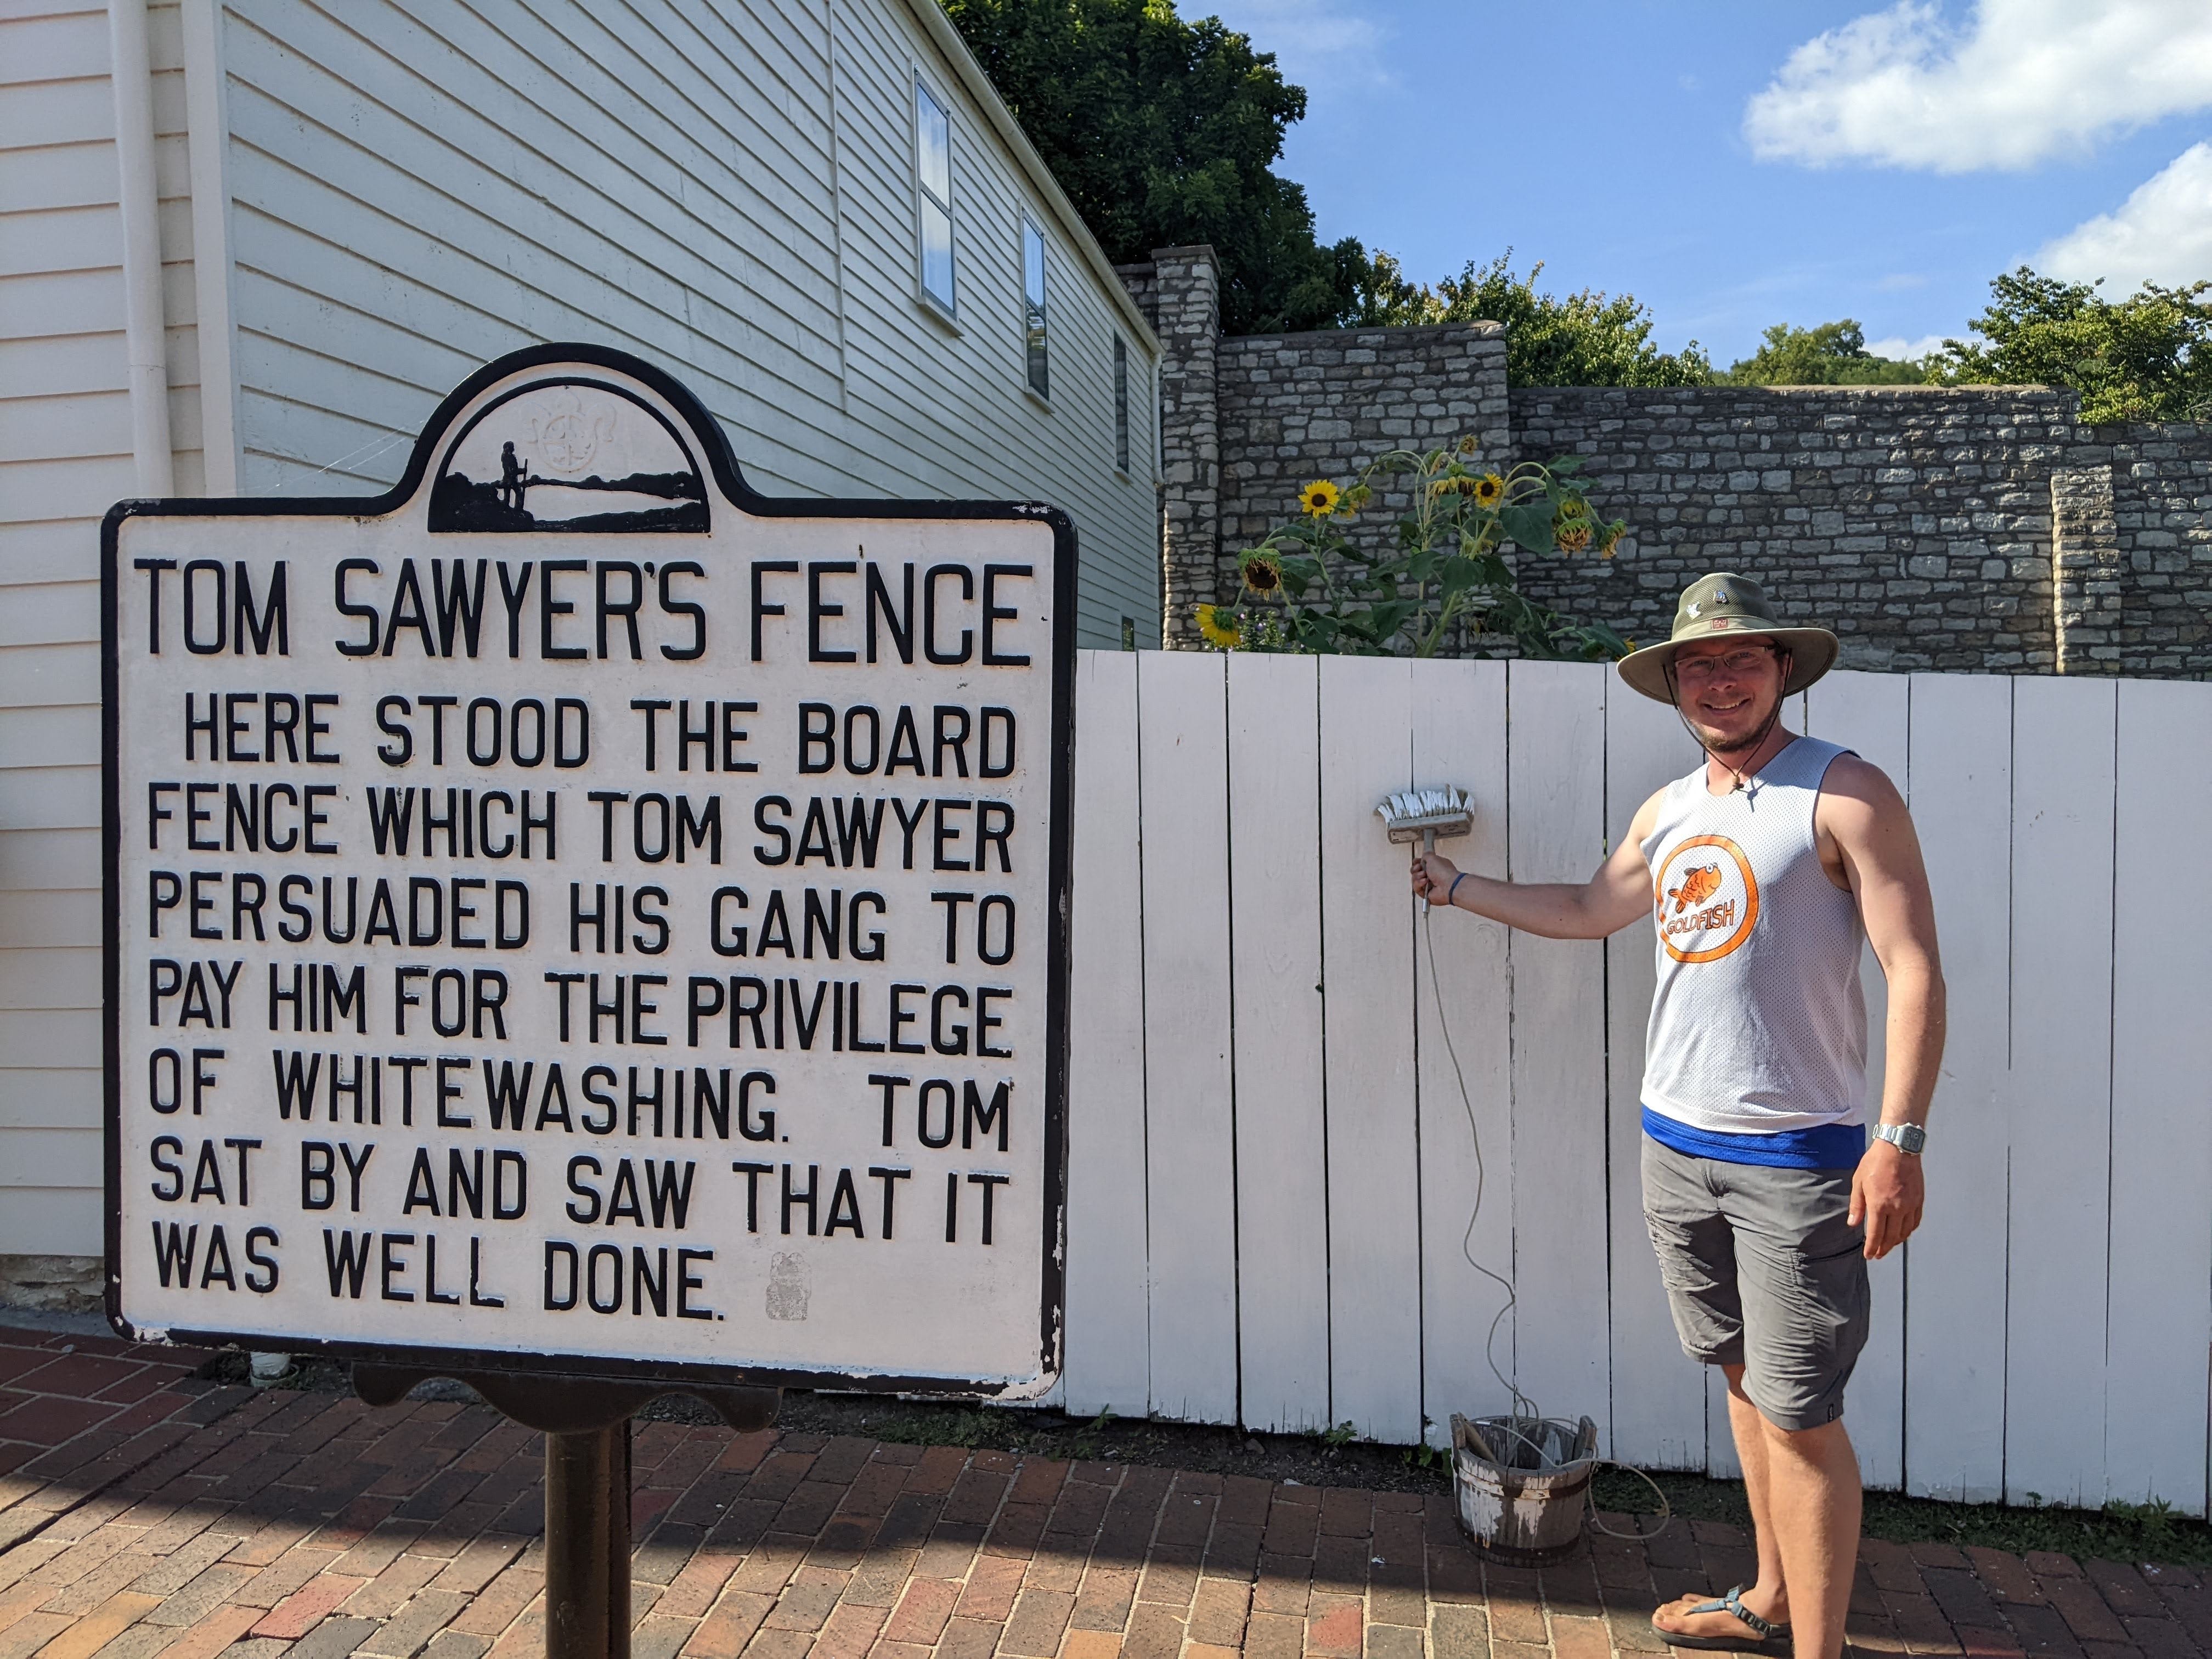 TOM SAWYER'S FENCE
HERE STOOD THE BOARD
FENCE WHICH TOM SAWYER
PERSUADED HIS GANG TO
PAY HIM FOR THE PRIVILEGE
OF WHITEWASHING. TOM
SAT BY AND SAW THAT IT
WAS WELL DONE.
GOLDFISH